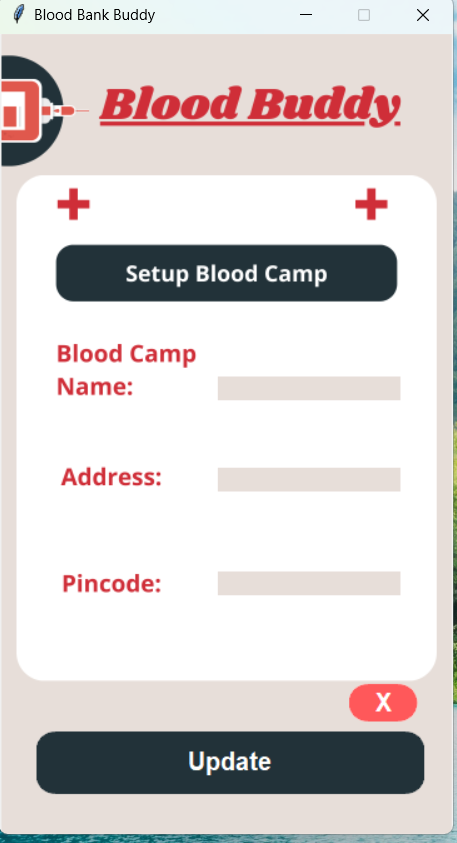 Blood Bank Buddy
Blood Buddy
Setup Blood Camp
Blood Camp
Name:
Address:
Pincode:
X
Update